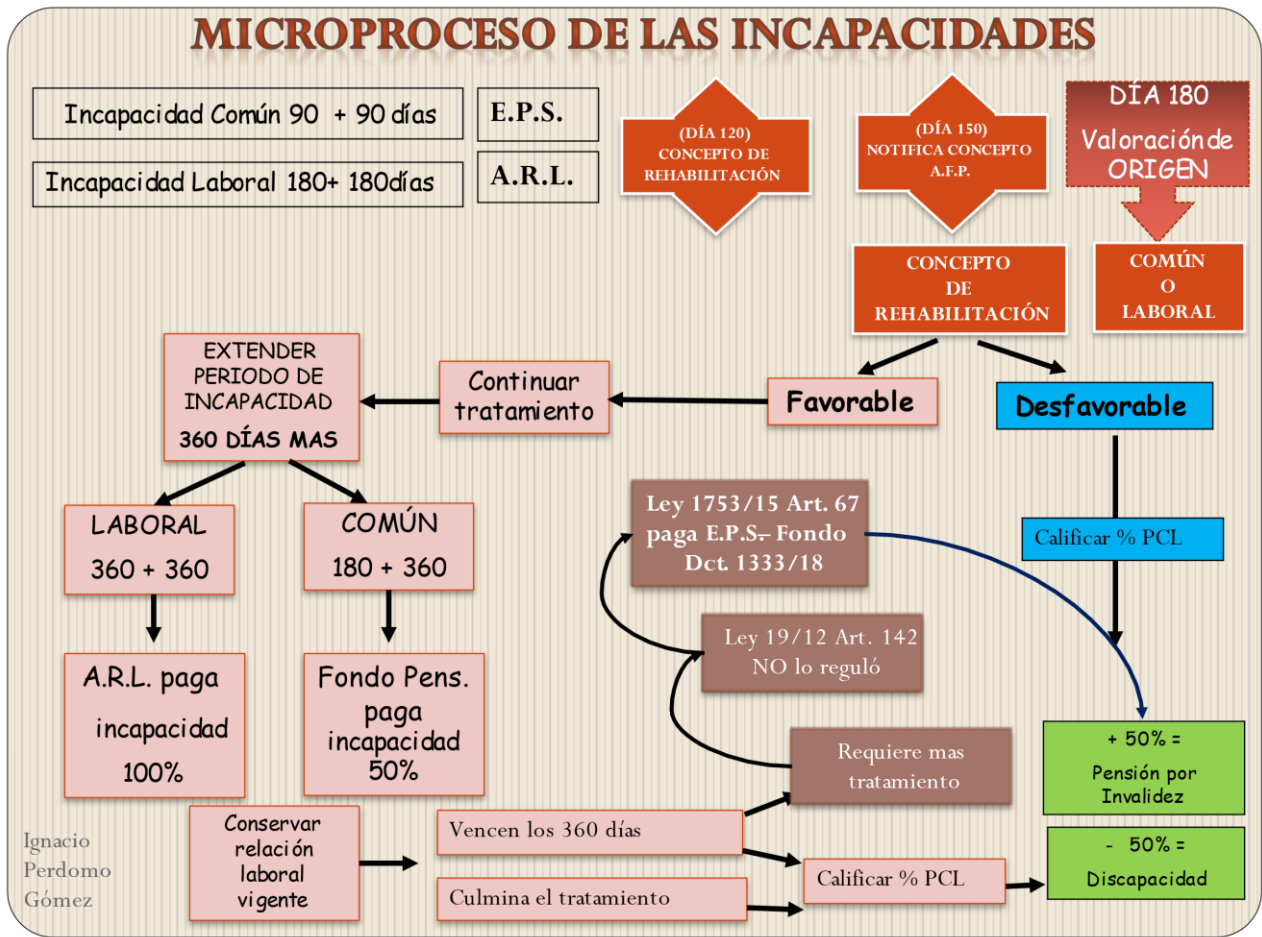 MICROPROCESO DE LAS INCAPACIDADES
Incapacidad Común 90 + 90 días
E.P.S.
Incapacidad Laboral 180+ 180días
A.R.L.
(DÍA 120)
CONCEPTO DE
REHABILITACIÓN
(DÍA 150)
NOTIFICA CONCEPTO
A.F.P.
DÍA 180
Valoración de
ORIGEN
CONCEPTO
DE
REHABILITACIÓN
COMÚN
O
LABORAL
EXTENDER
PERIODO DE
INCAPACIDAD
360 DÍAS MAS
Continuar
tratamiento
Favorable
Desfavorable
LABORAL
360 + 360
COMÚN
180 + 360
Ley 1753/15 Art. 67
paga E.P.S– Fondo
Dct. 1333/18
Calificar % PCL
Ley 19/12 Art. 142
NO lo reguló
A.R.L. paga
incapacidad
100%
Fondo Pens.
paga
incapacidad
50%
Requiere mas
tratamiento
+ 50% =
Pensión por
Invalidez
Conservar
relación
laboral
vigente
Vencen los 360 días
Culmina el tratamiento
Calificar % PCL
- 50% =
Discapacidad
Ignacio
Perdomo
Gómez